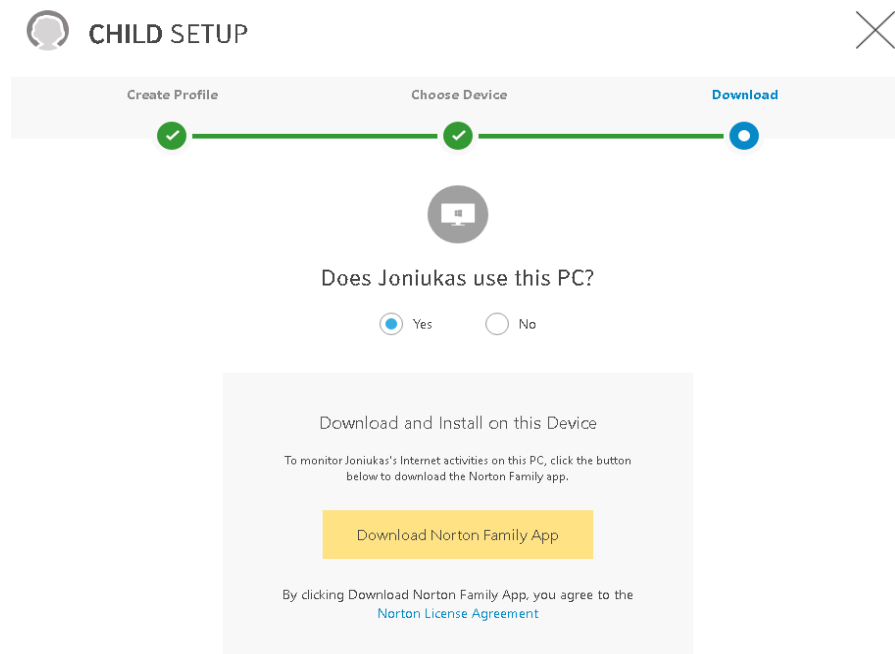 CHILD SETUP
Create Profile
Choose Device
Download
Does Joniukas use this PC?
Yes
No
Download and Install on this Device
To monitor Joniukas's Internet activities on this PC, click the button
below to download the Norton Family app.
Download Norton Family App
By clicking Download Norton Family App, you agree to the
Norton License Agreement